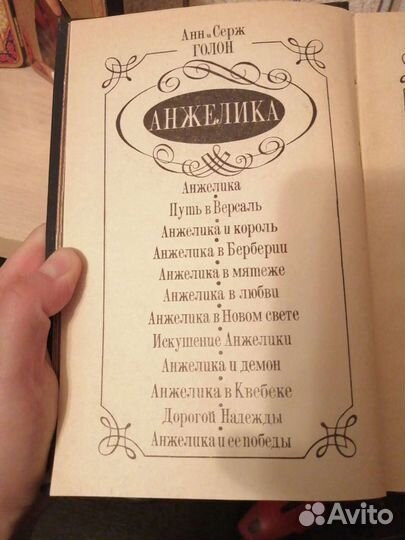 Анн и Серж
ГОЛОН
АНЖЕЛИКА
Анжелика
Путь в Версаль
Анжелика и король
Анжелика в Берберии
Анжелика в мятеже
Анжелика в любви
Анжелика в Новом свете
Искушение Анжелики
Анжелика и демон
Анжелика в Квебеке
Дорогой Надежды
Анжелика и ее победы
Avito